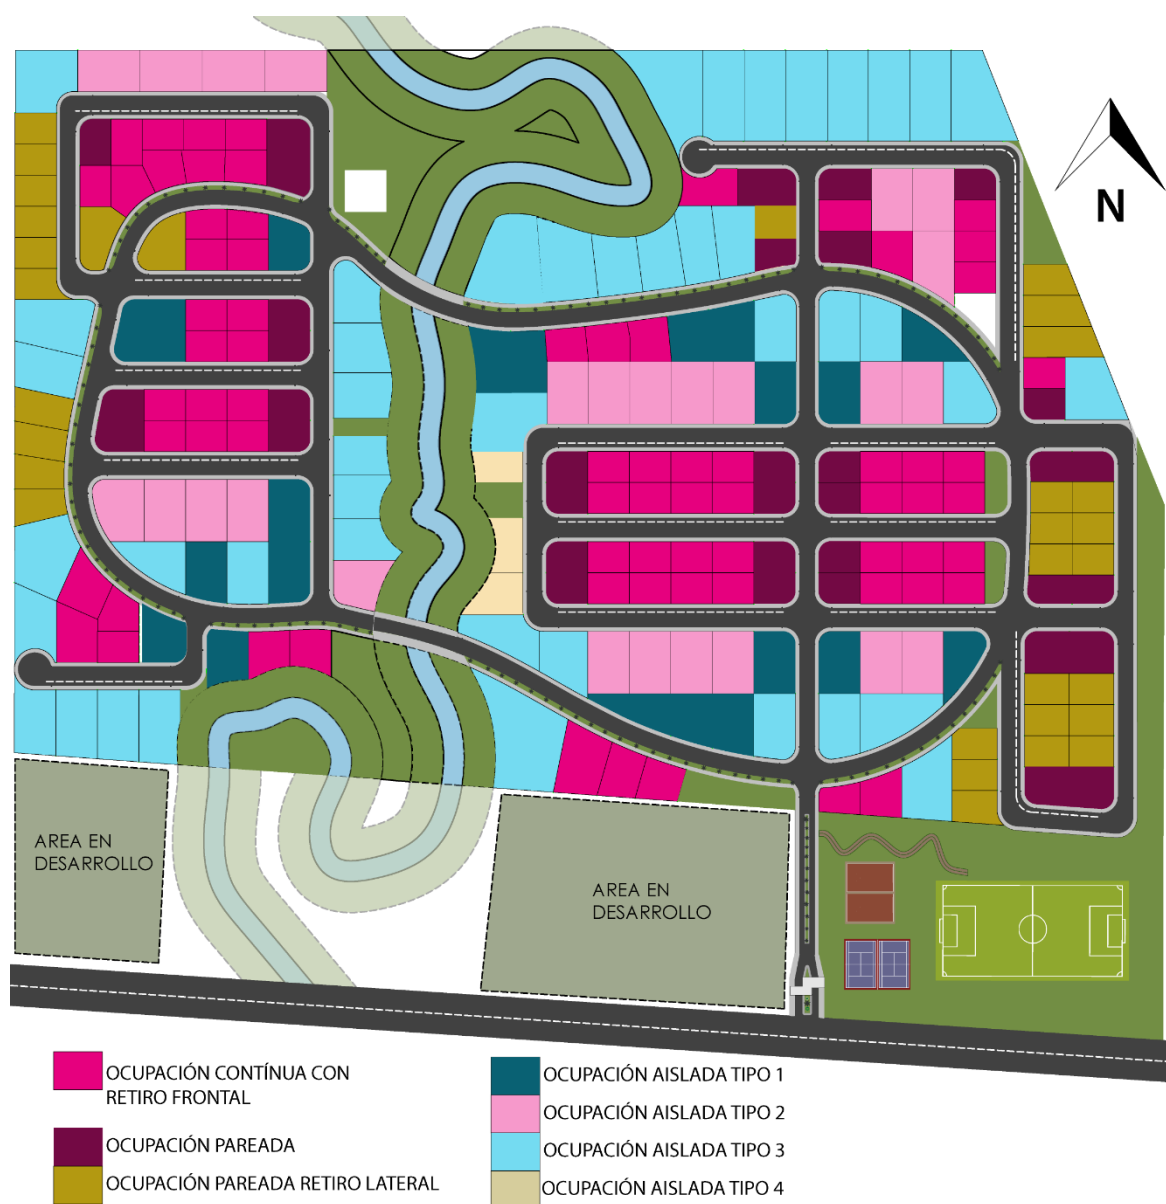 N
AREA EN
DESARROLLO
AREA EN
DESARROLLO
OCUPACIÓN CONTÍNUA CON
RETIRO FRONTAL
OCUPACIÓN PAREADA
OCUPACIÓN PAREADA RETIRO LATERAL
OCUPACIÓN AISLADA TIPO 1
OCUPACIÓN AISLADA TIPO 2
OCUPACIÓN AISLADA TIPO 3
OCUPACIÓN AISLADA TIPO 4